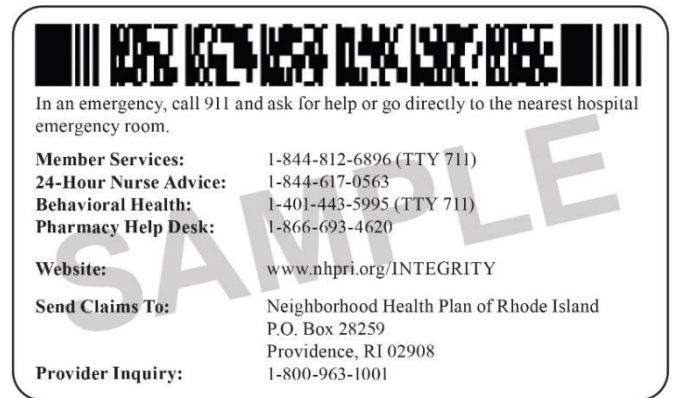 In an emergency, call 911 and ask for help or go directly to the nearest hospital
emergency room.
Member Services: 1-844-812-6896 (TTY 711)
24-Hour Nurse Advice: 1-844-617-0563
Behavioral Health: 1-401-443-5995 (TTY 711)
Pharmacy Help Desk: 1-866-693-4620
SAMPLE
Website: www.nhpri.org/INTEGRITY
Send Claims To: Neighborhood Health Plan of Rhode Island
P.O. Box 28259
Providence, RI 02908
Provider Inquiry: 1-800-963-1001